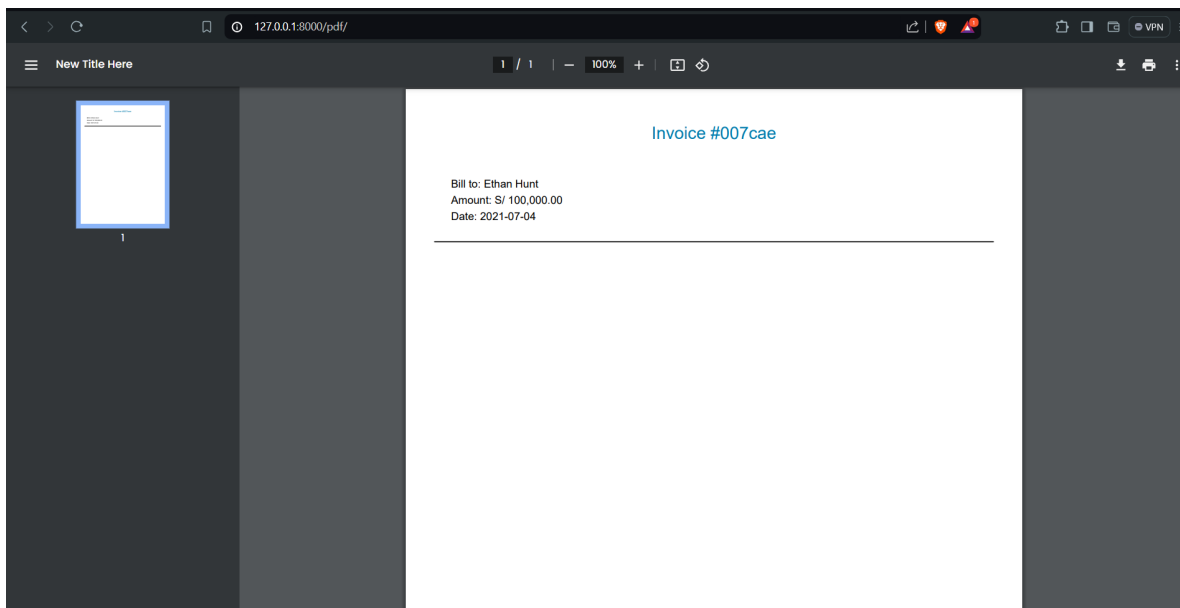 127.0.0.1:8000/pdf/
VPN
New Title Here
1 / 1
100%
1
Invoice #007cae
Bill to: Ethan Hunt
Amount: S/ 100,000.00
Date: 2021-07-04